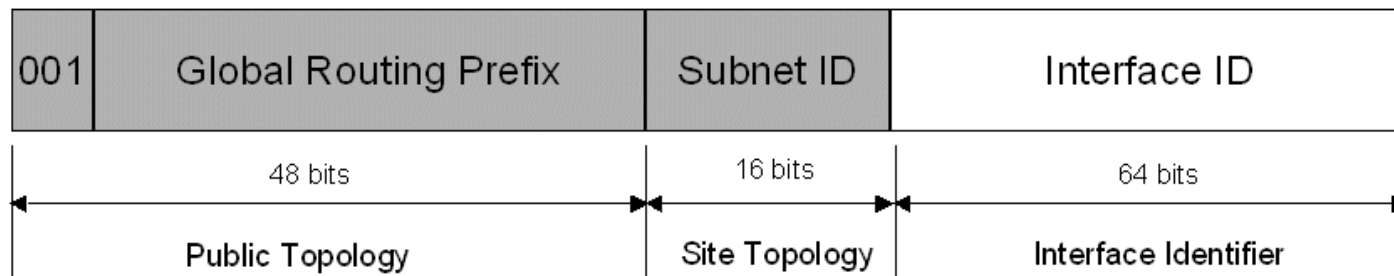 001 Global Routing Prefix Subnet ID Interface ID
48 bits 16 bits 64 bits
Public Topology Site Topology Interface Identifier